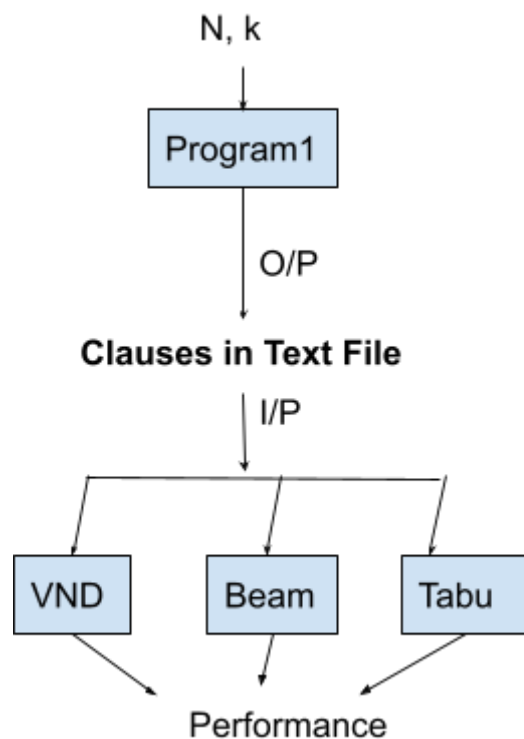 N, k
Program1
O/P
Clauses in Text File
I/P
VND
Beam
Tabu
Performance